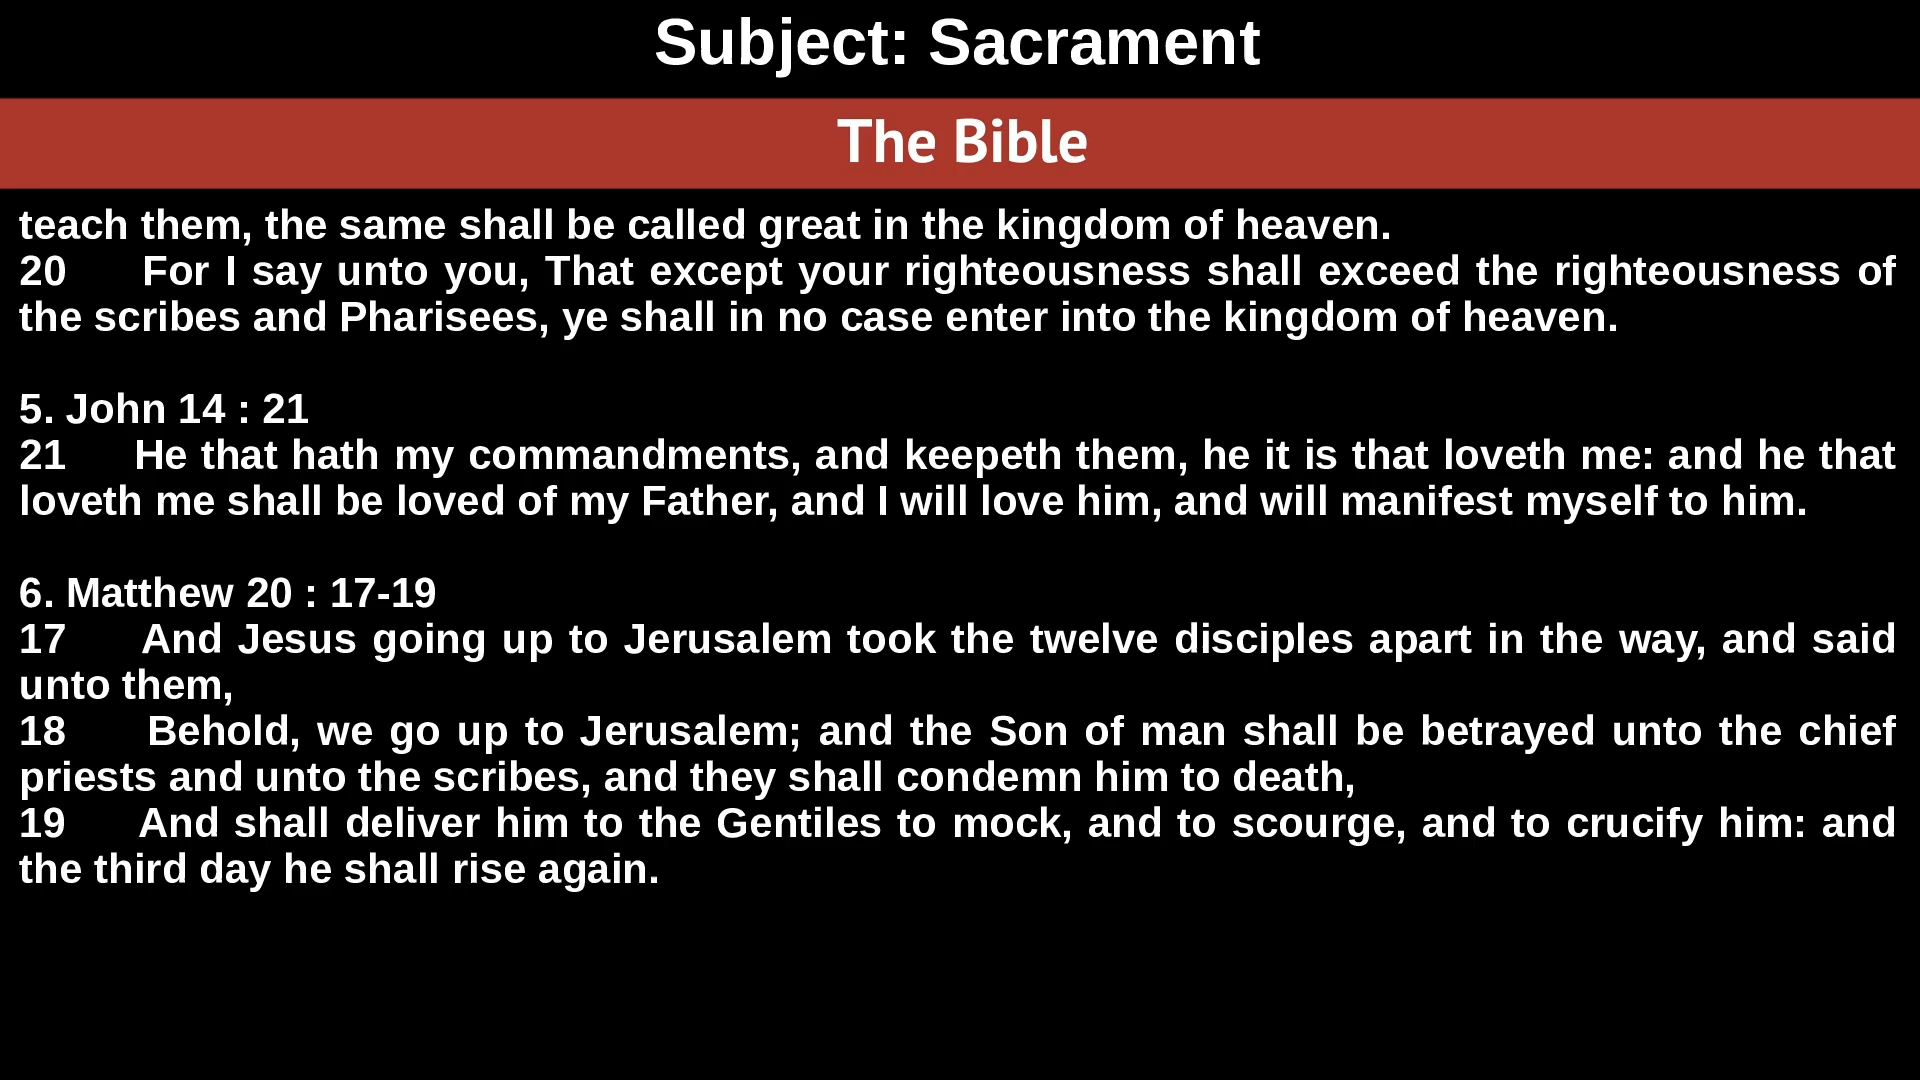 Subject: Sacrament
The Bible
teach them, the same shall be called great in the kingdom of heaven.
20 For I say unto you, That except your righteousness shall exceed the righteousness of
the scribes and Pharisees, ye shall in no case enter into the kingdom of heaven.
5. John 14 : 21
21 He that hath my commandments, and keepeth them, he it is that loveth me: and he that
loveth me shall be loved of my Father, and I will love him, and will manifest myself to him.
6. Matthew 20 : 17-19
17 And Jesus going up to Jerusalem took the twelve disciples apart in the way, and said
unto them,
18 Behold, we go up to Jerusalem; and the Son of man shall be betrayed unto the chief
priests and unto the scribes, and they shall condemn him to death,
19 And shall deliver him to the Gentiles to mock, and to scourge, and to crucify him: and
the third day he shall rise again.